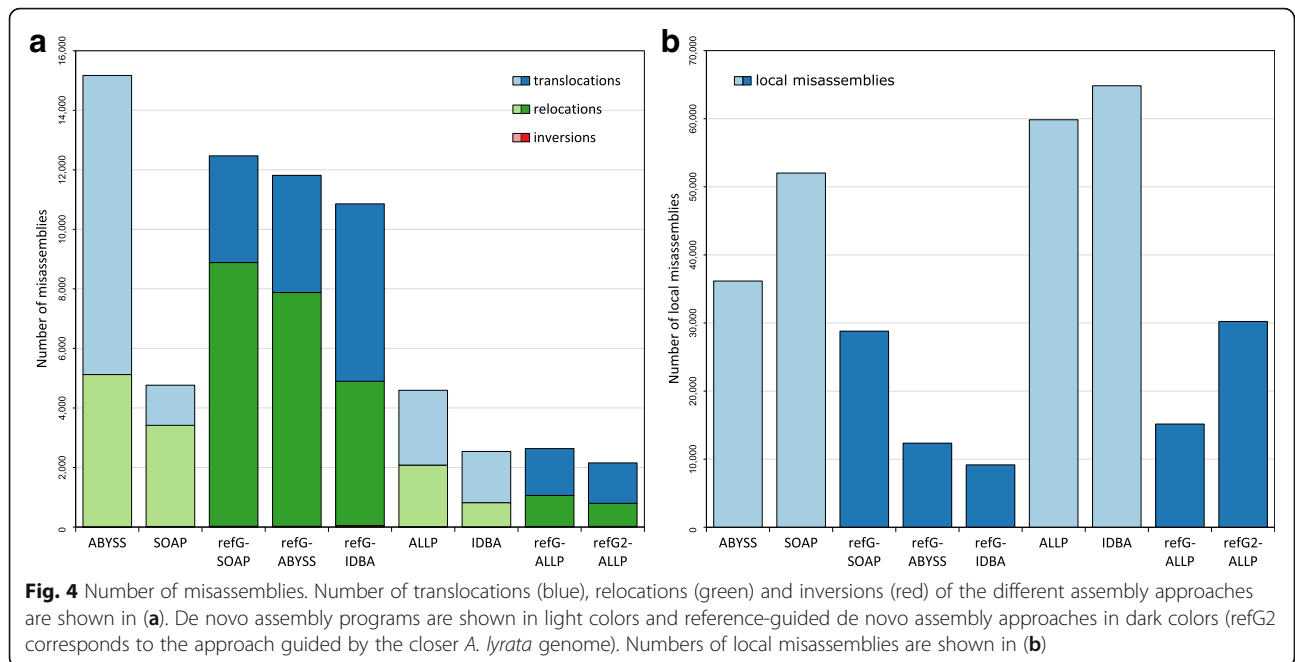 a
Number of misassemblies
16,000
14,000
12,000
10,000
8,000
6,000
4,000
2,000
0
translocations
relocations
inversions
ABYSS
SOAP
refG-
SOAP
refG-
ABYSS
refG-
IDBA
ALLP
IDBA
refG-
ALLP
refG2-
ALLP
b
Number of local misassemblies
70,000
60,000
50,000
40,000
30,000
20,000
10,000
0
local misassemblies
ABYSS
SOAP
refG-
SOAP
refG-
ABYSS
refG-
IDBA
ALLP
IDBA
refG-
ALLP
refG2-
ALLP
Fig. 4 Number of misassemblies. Number of translocations (blue), relocations (green) and inversions (red) of the different assembly approaches
are shown in (a). De novo assembly programs are shown in light colors and reference-guided de novo assembly approaches in dark colors (refG2
corresponds to the approach guided by the closer A. lyrata genome). Numbers of local misassemblies are shown in (b)